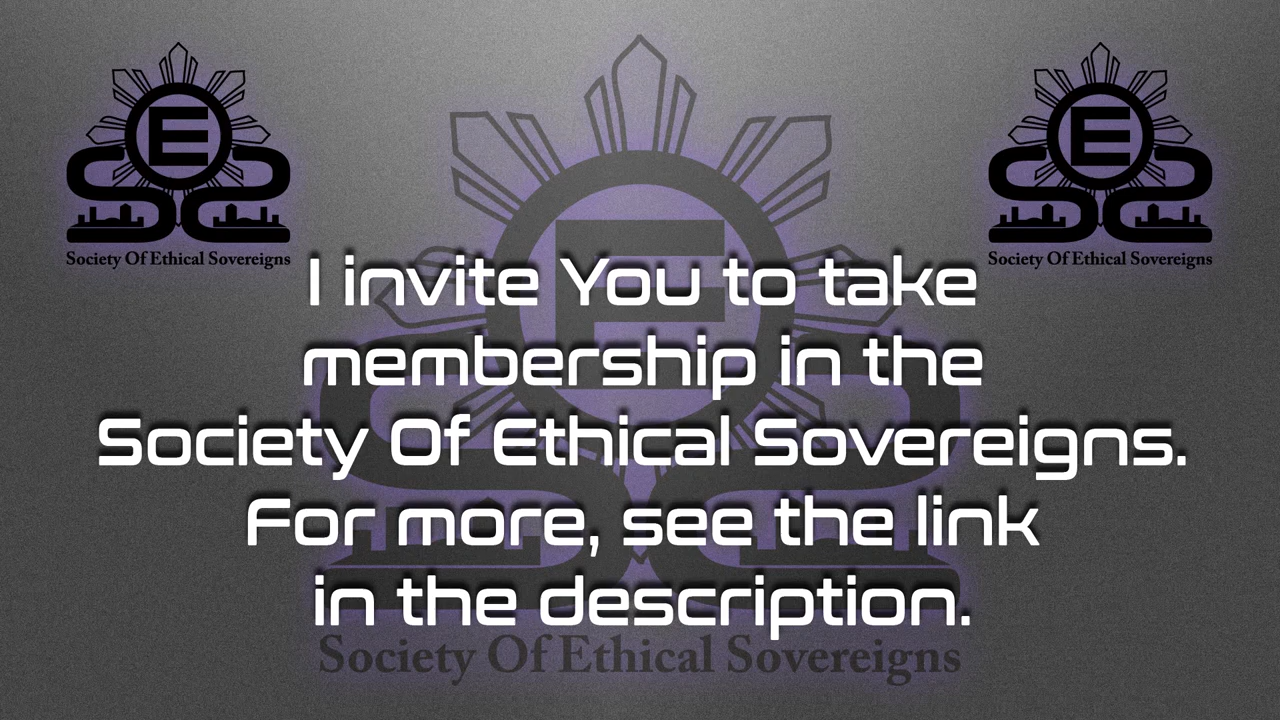 E
Society Of Ethical Sovereigns
E
Society Of Ethical Sovereigns
E
I invite You to take
membership in the
Society Of Ethical Sovereigns.
For more, see the link
in the description.
Society Of Ethical Sovereigns